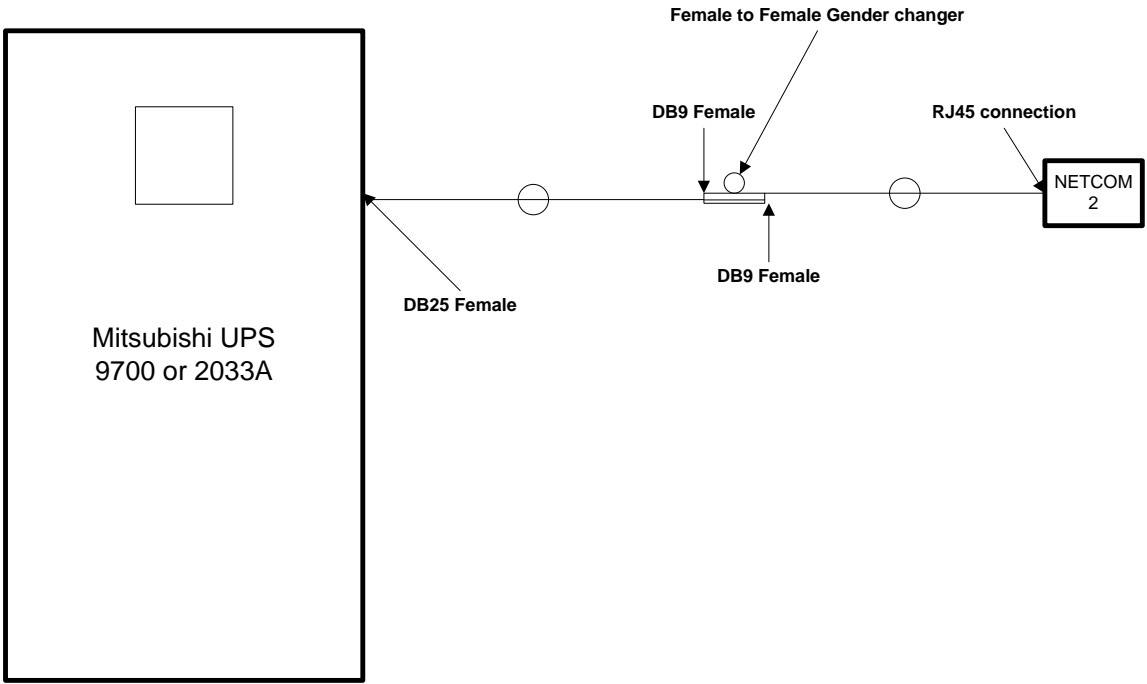 Female to Female Gender changer
DB9 Female
RJ45 connection
NETCOM
2
DB9 Female
DB25 Female
Mitsubishi UPS
9700 or 2033A